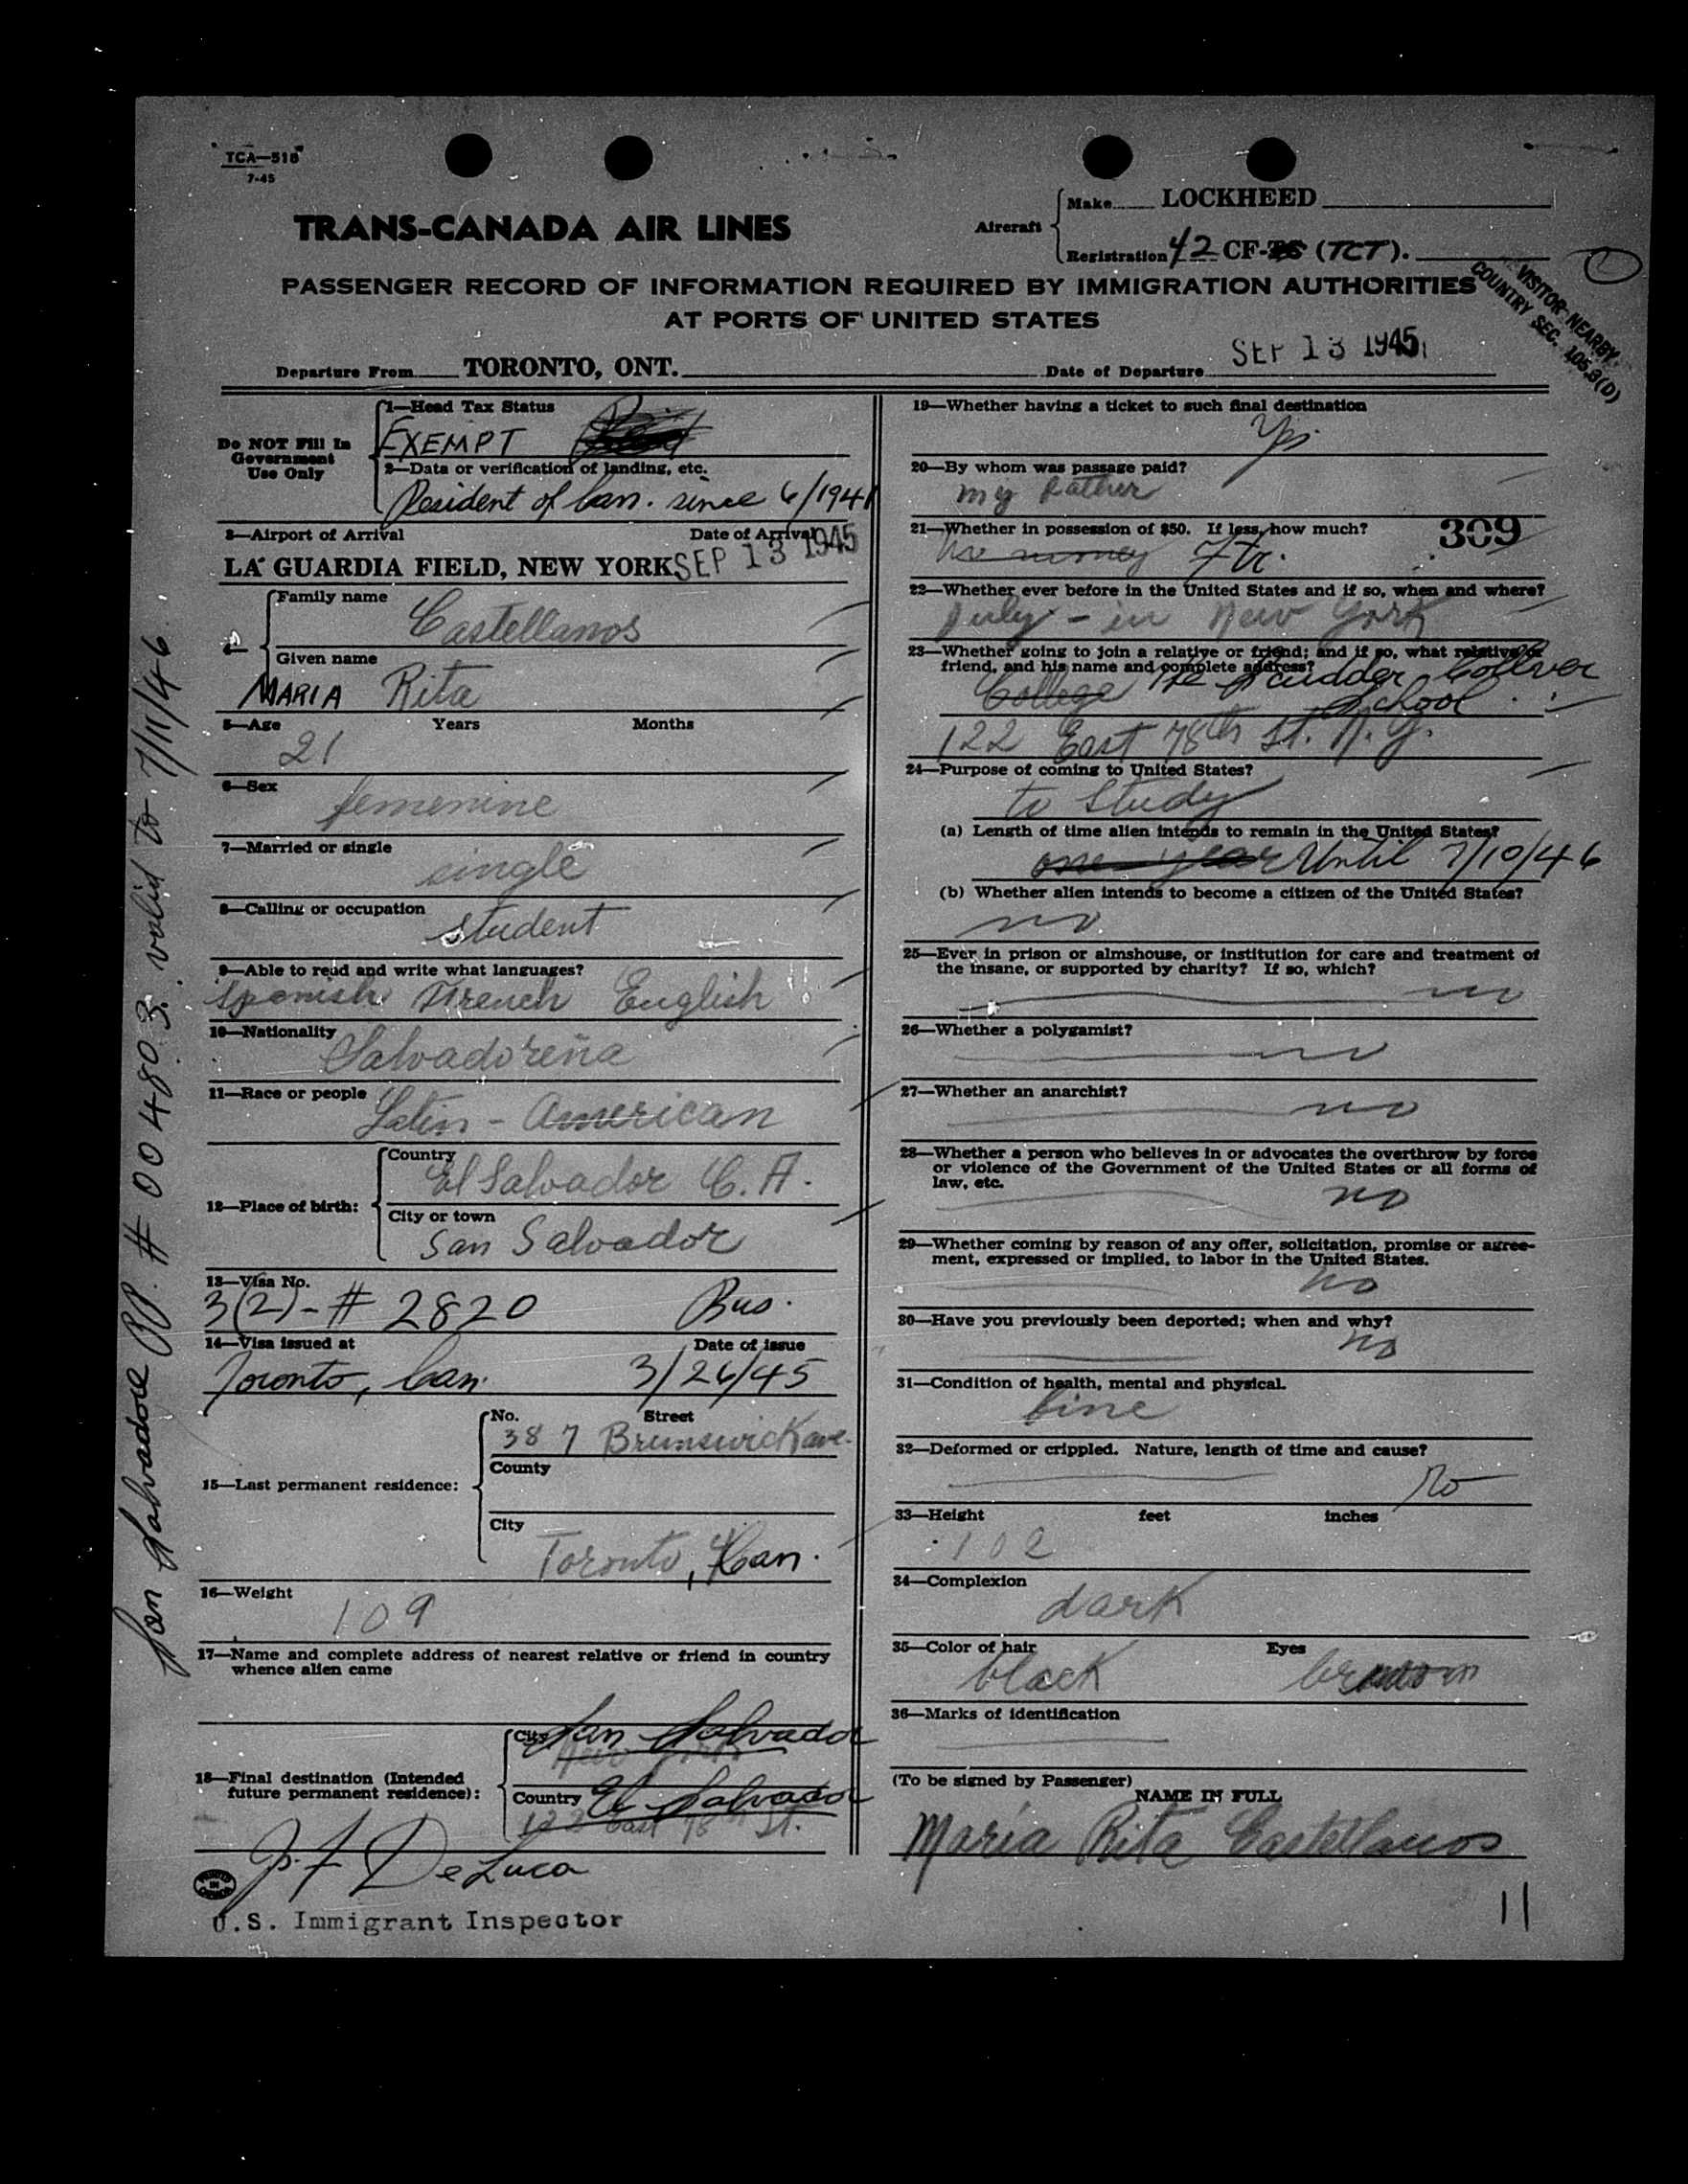 TCA—518
7-45
TRANS-CANADA AIR LINES
Aircraft
Make LOCKHEED
Registration 42 CF- (TCT).
PASSENGER RECORD OF INFORMATION REQUIRED BY IMMIGRATION AUTHORITIES
AT PORTS OF UNITED STATES
VISITOR-NEARBY
COUNTRY SEC. 105.3(D)
Departure From TORONTO, ONT. Date of Departure SEP 13 1945
Do NOT Fill In
Government
Use Only
1—Head Tax Status
EXEMPT
2—Data or verification of landing, etc.
Resident of Can. since 6/1941
3—Airport of Arrival Date of Arrival
LA GUARDIA FIELD, NEW YORK SEP 13 1945
4—
Family name
Castellanos
Given name
MARIA Rita
5—Age Years Months
21
6—Sex
femenine
7—Married or single
single
8—Calling or occupation
student
9—Able to read and write what languages?
Spanish French English
10—Nationality
Salvadoreña
11—Race or people
Latin - American
12—Place of birth:
Country
El Salvador C. A.
City or town
San Salvador
13—Visa No.
3(2)- # 2820 Bus.
14—Visa issued at Date of issue
Toronto, Can. 3/26/45
15—Last permanent residence:
No. Street
387 Brunswick ave.
County
City
Toronto, Can.
16—Weight
109
17—Name and complete address of nearest relative or friend in country
whence alien came
18—Final destination (Intended
future permanent residence):
City San Salvador
New York
Country El Salvador
122 East 78th St.
J. F. DeLuca
U.S. Immigrant Inspector
San Salvadore PP. # 004803 valid to 7/11/46
19—Whether having a ticket to such final destination
Yes
20—By whom was passage paid?
my father
21—Whether in possession of $50. If less, how much?
no money 309
22—Whether ever before in the United States and if so, when and where?
July - in New York
23—Whether going to join a relative or friend; and if so, what relative or
friend, and his name and complete address?
College The Scudder Collver
School
122 East 78th St. N. Y.
24—Purpose of coming to United States?
to Study
(a) Length of time alien intends to remain in the United States?
one year Until 7/10/46
(b) Whether alien intends to become a citizen of the United States?
no
25—Ever in prison or almshouse, or institution for care and treatment of
the insane, or supported by charity? If so, which?
no
26—Whether a polygamist?
no
27—Whether an anarchist?
no
28—Whether a person who believes in or advocates the overthrow by force
or violence of the Government of the United States or all forms of
law, etc.
no
29—Whether coming by reason of any offer, solicitation, promise or agree-
ment, expressed or implied, to labor in the United States.
no
30—Have you previously been deported; when and why?
no
31—Condition of health, mental and physical.
fine
32—Deformed or crippled. Nature, length of time and cause?
No
33—Height feet inches
102
34—Complexion
dark
35—Color of hair Eyes
black brown
36—Marks of identification
(To be signed by Passenger)
NAME IN FULL
María Rita Castellanos
11